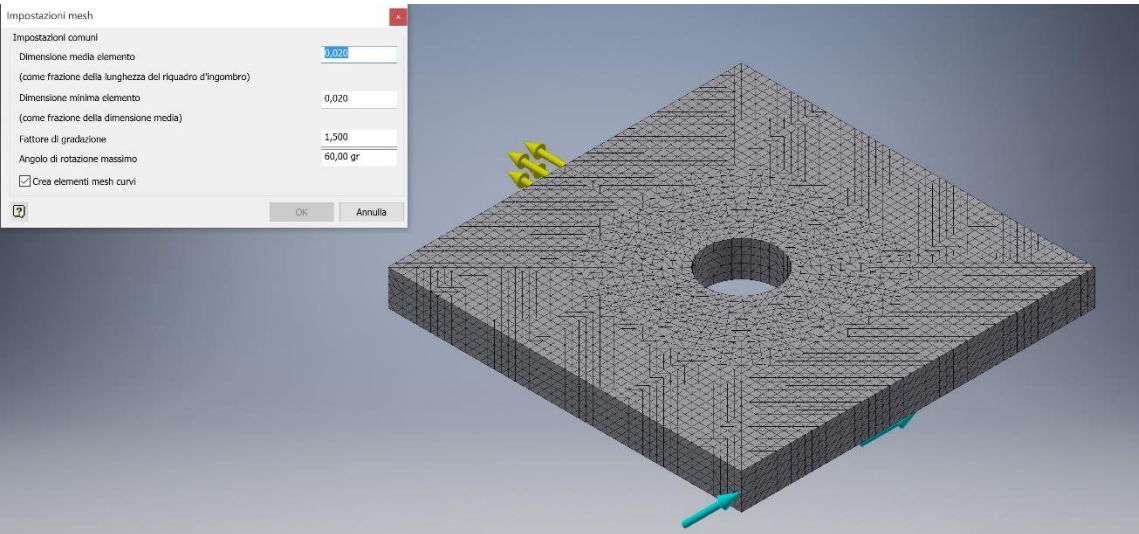 Impostazioni mesh
Impostazioni comuni
Dimensione media elemento 0,020
(come frazione della lunghezza del riquadro d'ingombro)
Dimensione minima elemento 0,020
(come frazione della dimensione media)
Fattore di gradazione 1,500
Angolo di rotazione massimo 60,00 gr
Crea elementi mesh curvi
OK Annulla